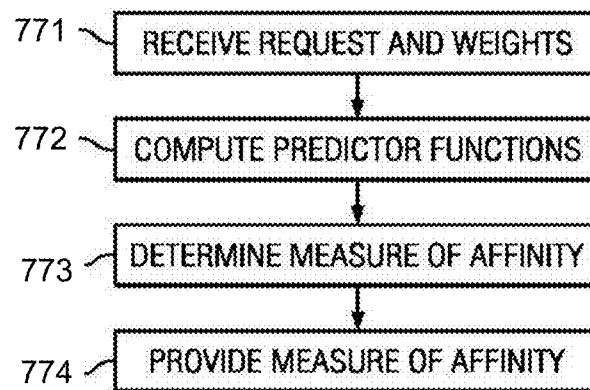 771 RECEIVE REQUEST AND WEIGHTS
772 COMPUTE PREDICTOR FUNCTIONS
773 DETERMINE MEASURE OF AFFINITY
774 PROVIDE MEASURE OF AFFINITY